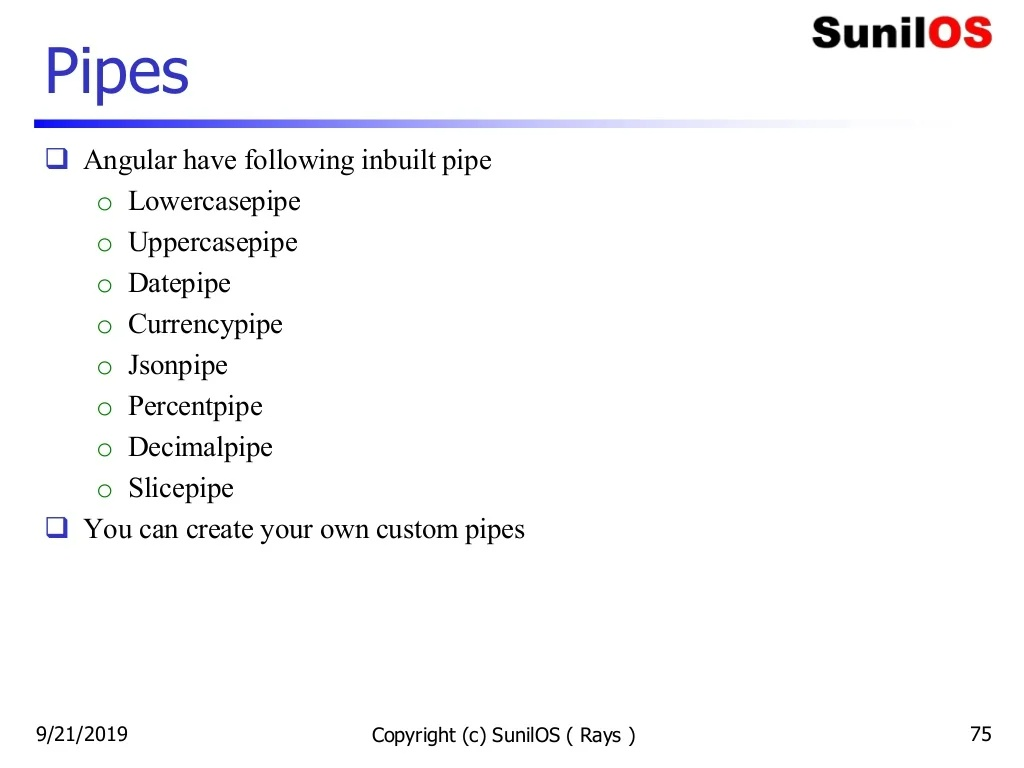 SunilOS
Pipes
Angular have following inbuilt pipe
Lowercasepipe
Uppercasepipe
Datepipe
Currencypipe
Jsonpipe
Percentpipe
Decimalpipe
Slicepipe
You can create your own custom pipes
9/21/2019
Copyright (c) SunilOS ( Rays )
75